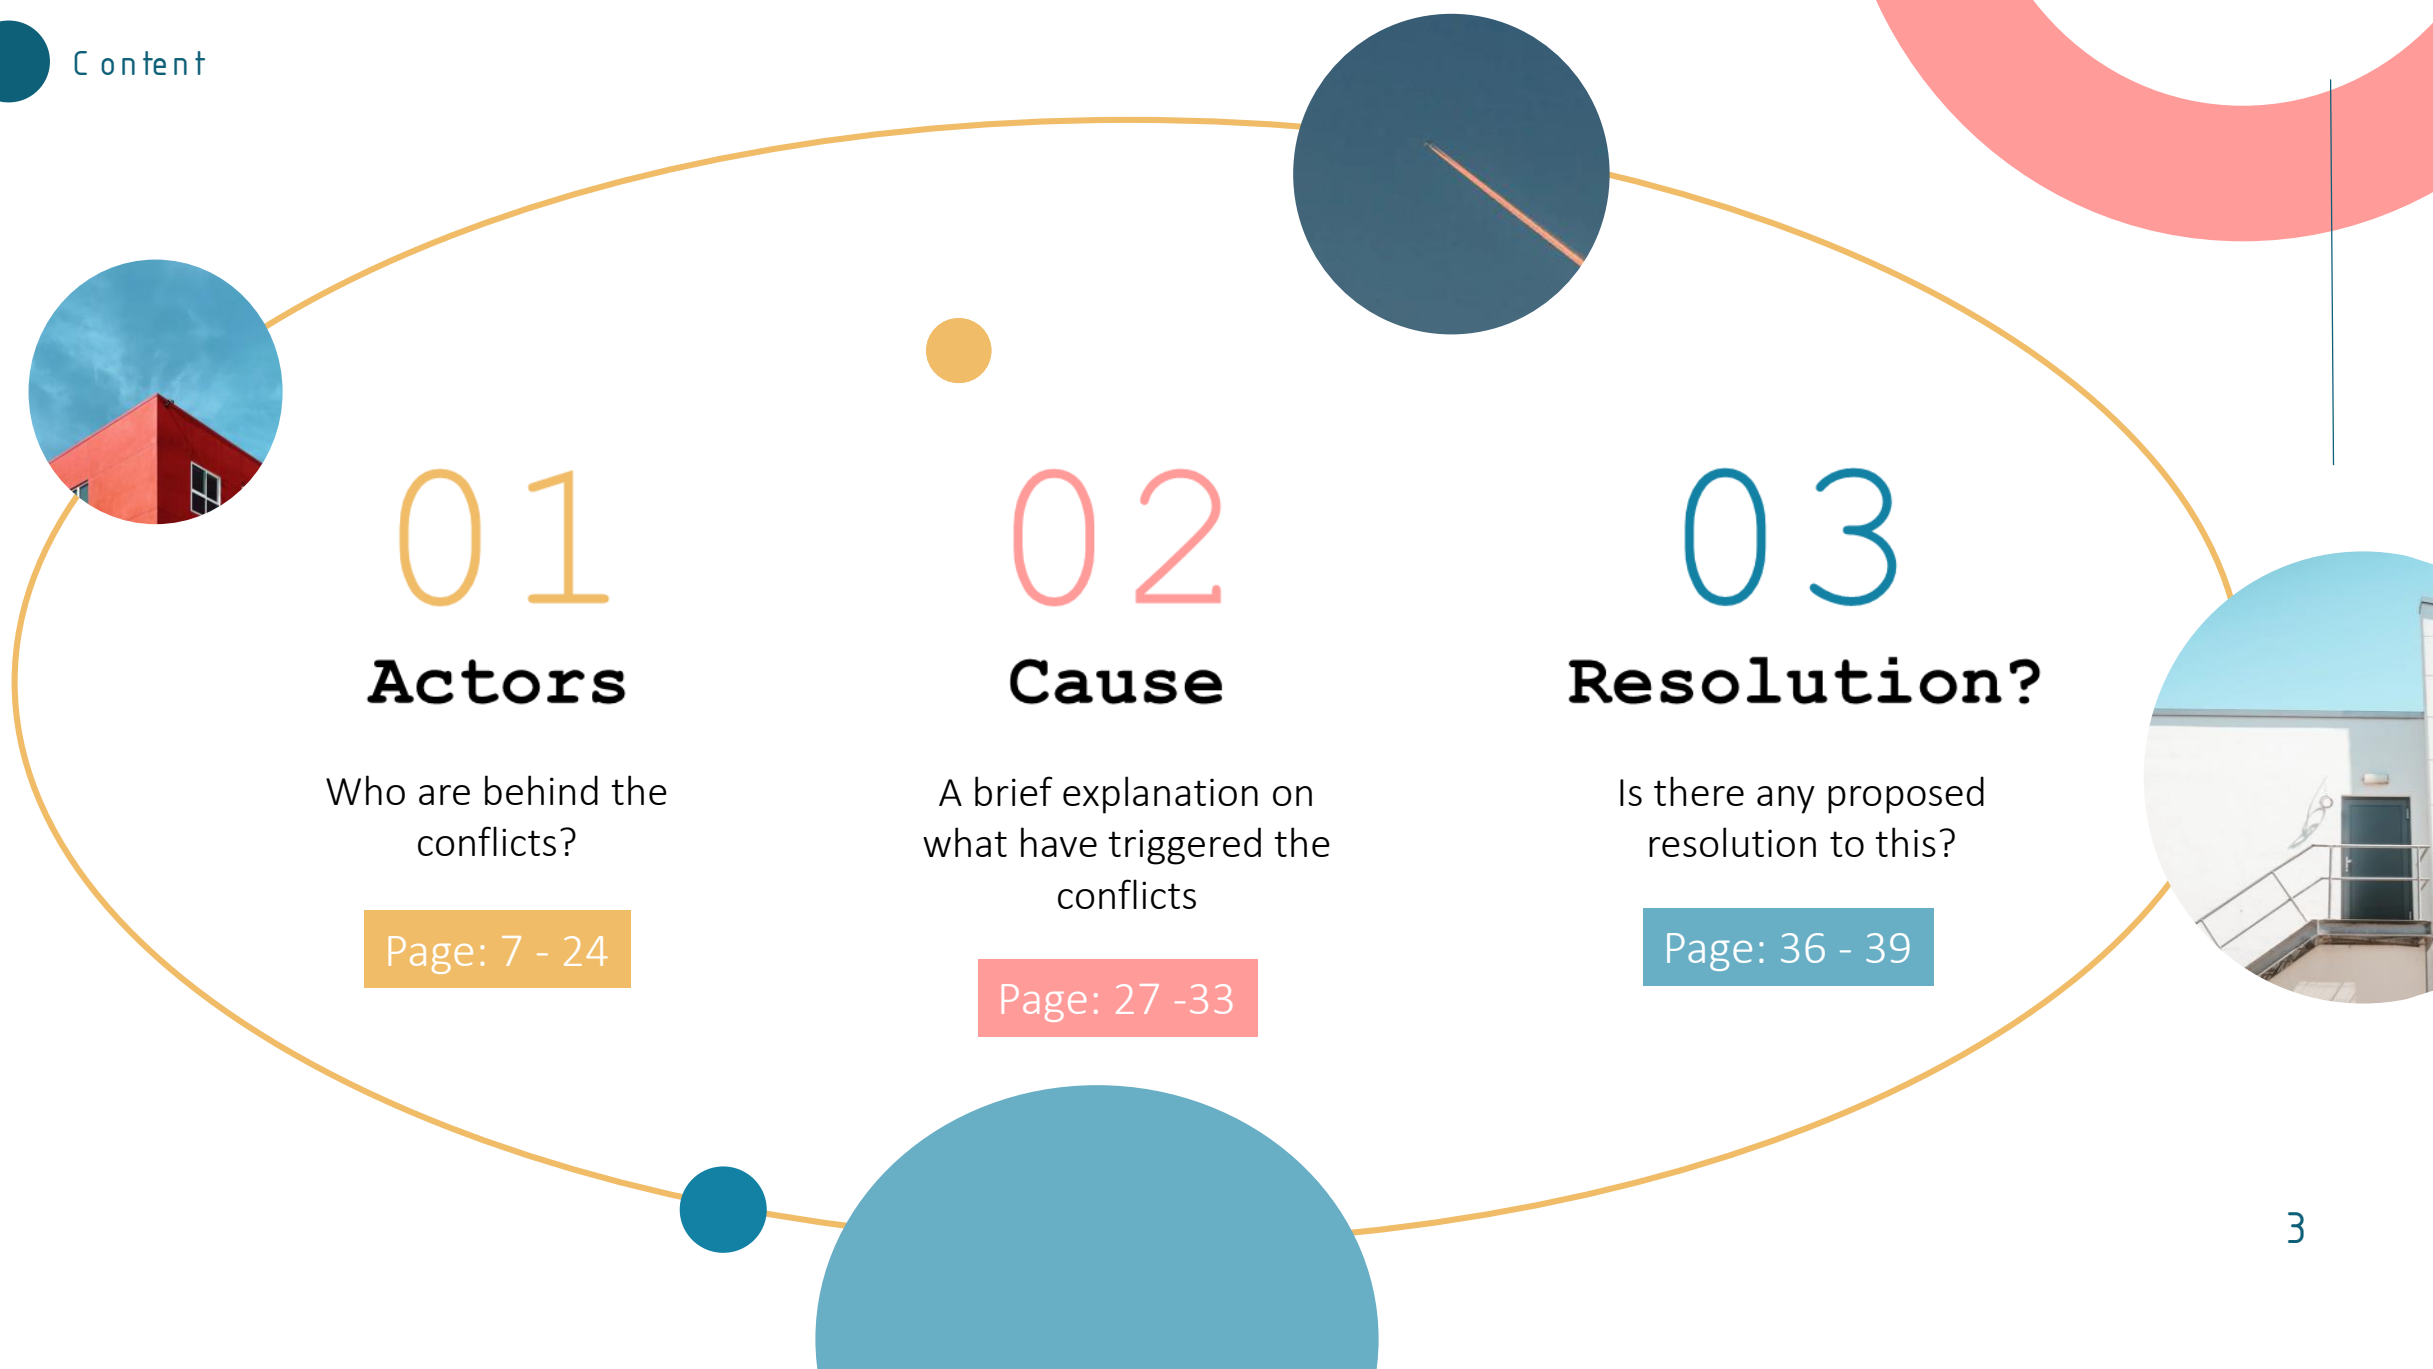 Content
01
Actors
Who are behind the
conflicts?
Page: 7 - 24
02
Cause
A brief explanation on
what have triggered the
conflicts
Page: 27 -33
03
Resolution?
Is there any proposed
resolution to this?
Page: 36 - 39
3